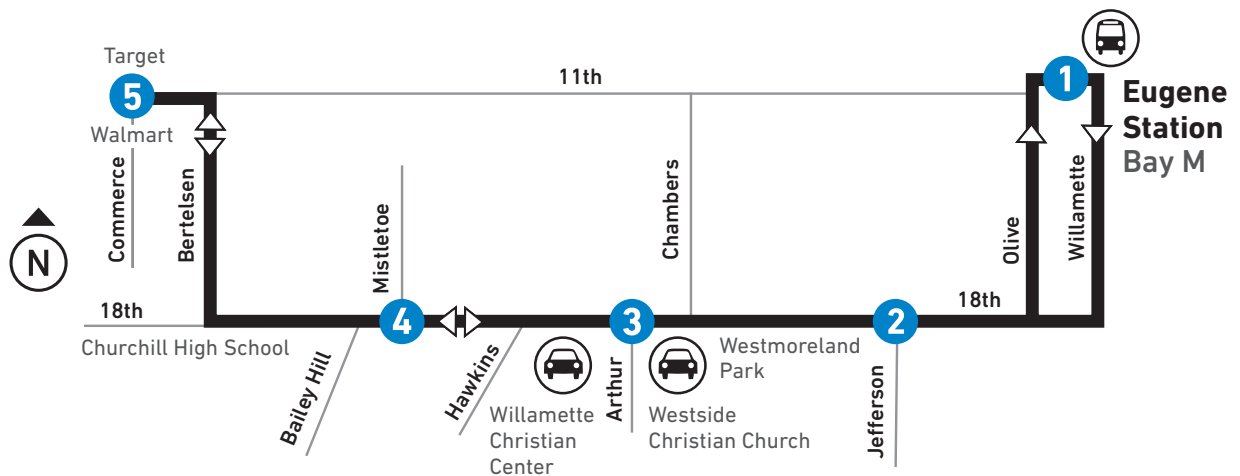 Target
5
Walmart
Commerce
Bertelsen
11th
1
Eugene
Station
Bay M
Willamette
Olive
Chambers
Mistletoe
N
18th
Churchill High School
Bailey Hill
4
Hawkins
Willamette
Christian
Center
3
Arthur
Westside
Christian Church
Westmoreland
Park
2
Jefferson
18th